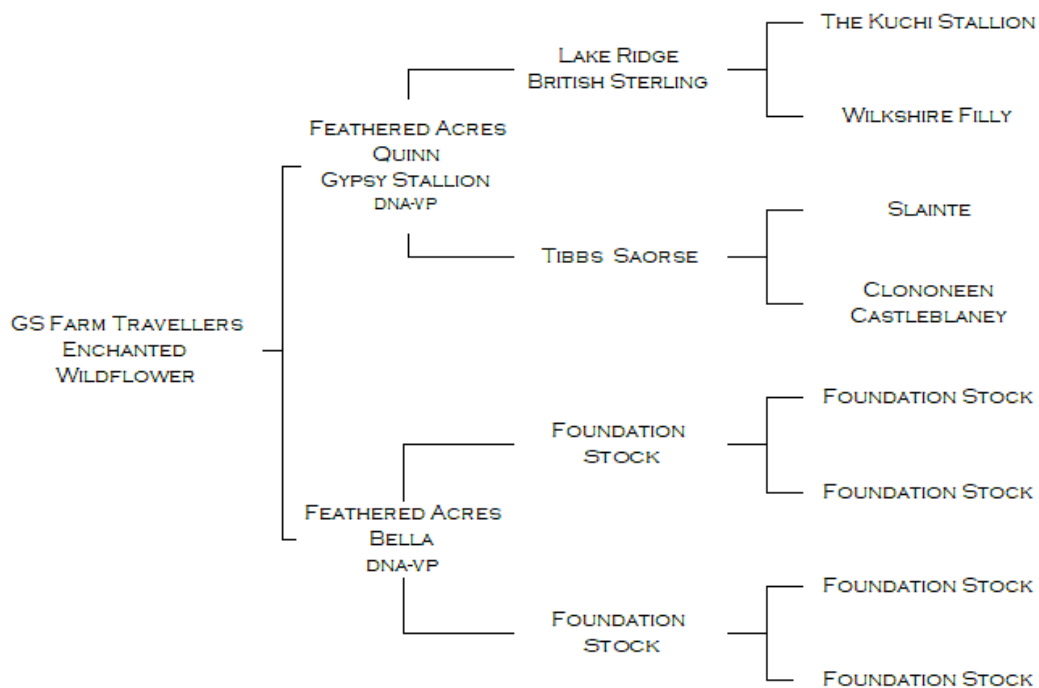 The Kuchi Stallion
Lake Ridge
British Sterling
Wilkshire Filly
Feathered Acres
Quinn
Gypsy Stallion
DNA-VP
Slainte
Tibbs Saorse
Clononeen
Castleblaney
GS Farm Travellers
Enchanted
Wildflower
Foundation Stock
Foundation
Stock
Foundation Stock
Feathered Acres
Bella
DNA-VP
Foundation Stock
Foundation
Stock
Foundation Stock